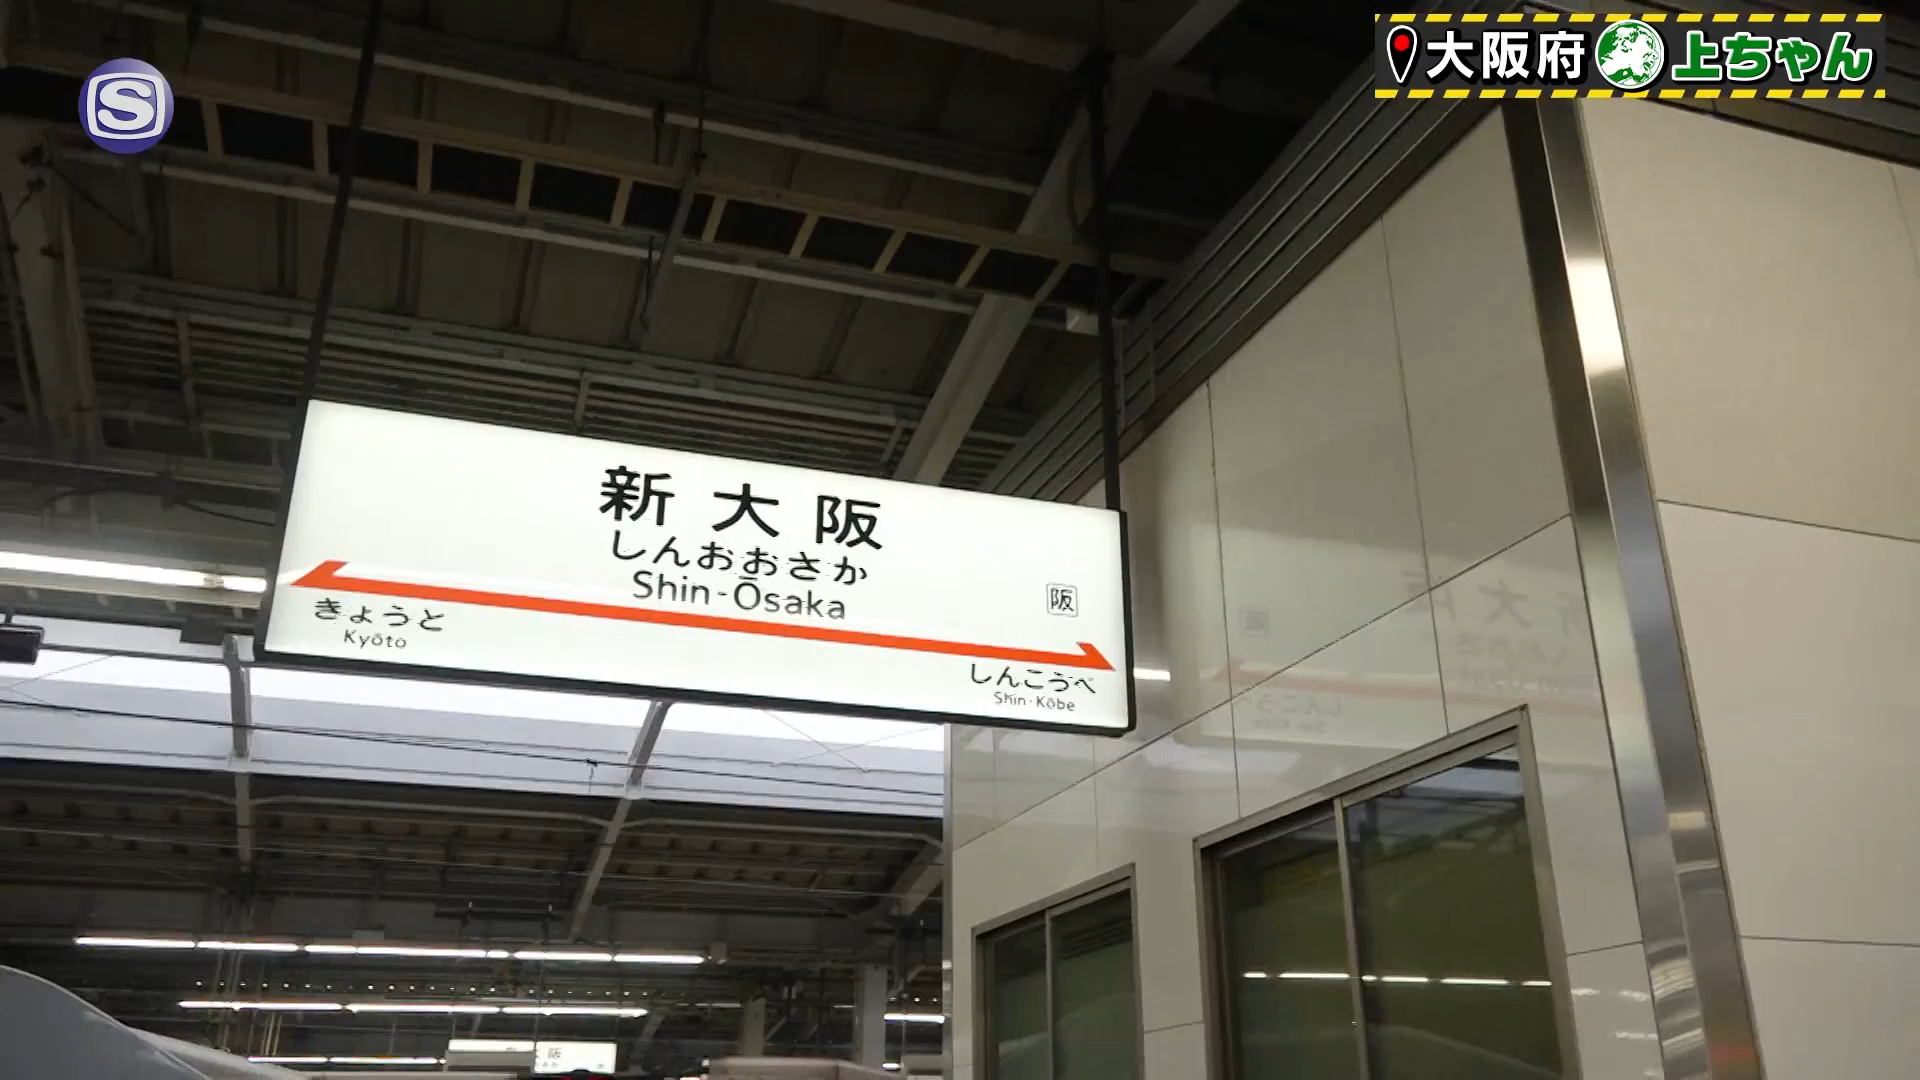 S
大阪府 上ちゃん
新大阪
しんおおさか
Shin-Ōsaka
阪
きょうと
Kyōto
しんこうべ
Shin-Kōbe